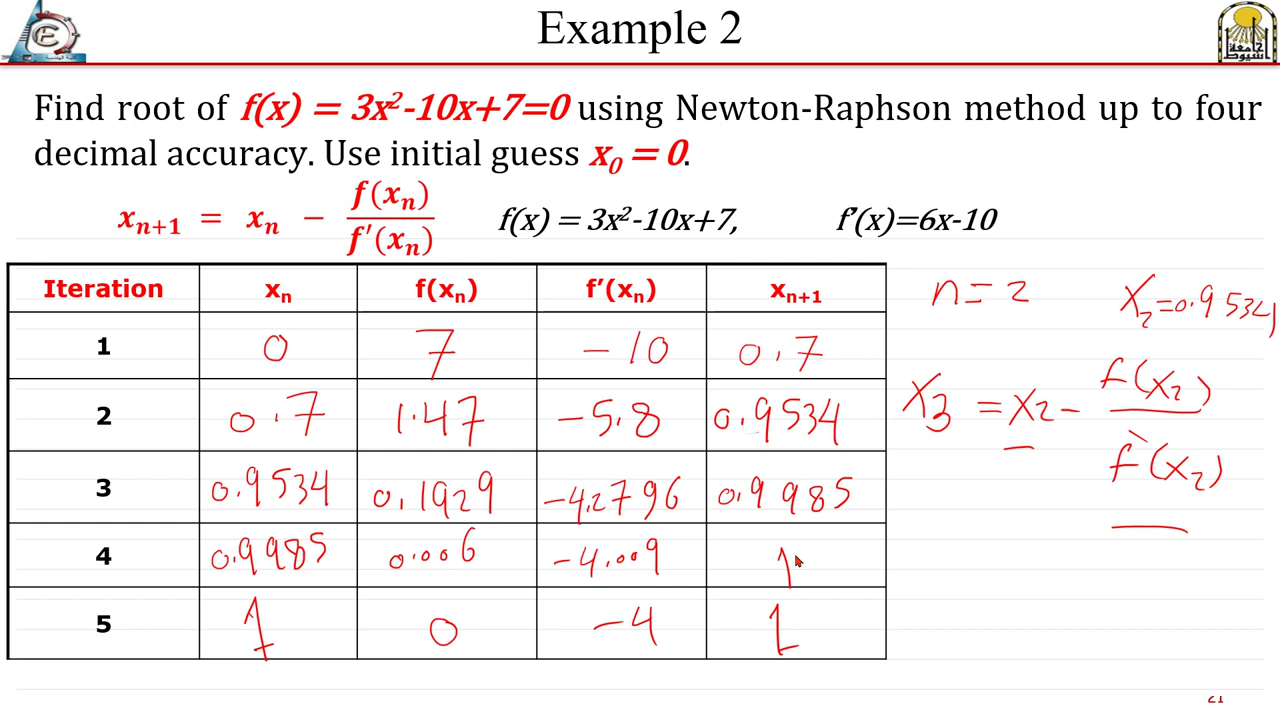 Example 2
جامعة أسيوط
Find root of f(x) = 3x²-10x+7=0 using Newton-Raphson method up to four
decimal accuracy. Use initial guess x₀ = 0.
xₙ₊₁ = xₙ − f(xₙ) / f′(xₙ) f(x) = 3x²-10x+7, f'(x)=6x-10
Iteration xₙ f(xₙ) f’(xₙ) xₙ₊₁
1 0 7 -10 0.7
2 0.7 1.47 -5.8 0.9534
3 0.9534 0.1929 -4.2796 0.9985
4 0.9985 0.006 -4.009 1
5 1 0 -4 1
n = 2 X₂=0.9534
X₃ = X₂ - f(X₂) / f`(X₂)
21